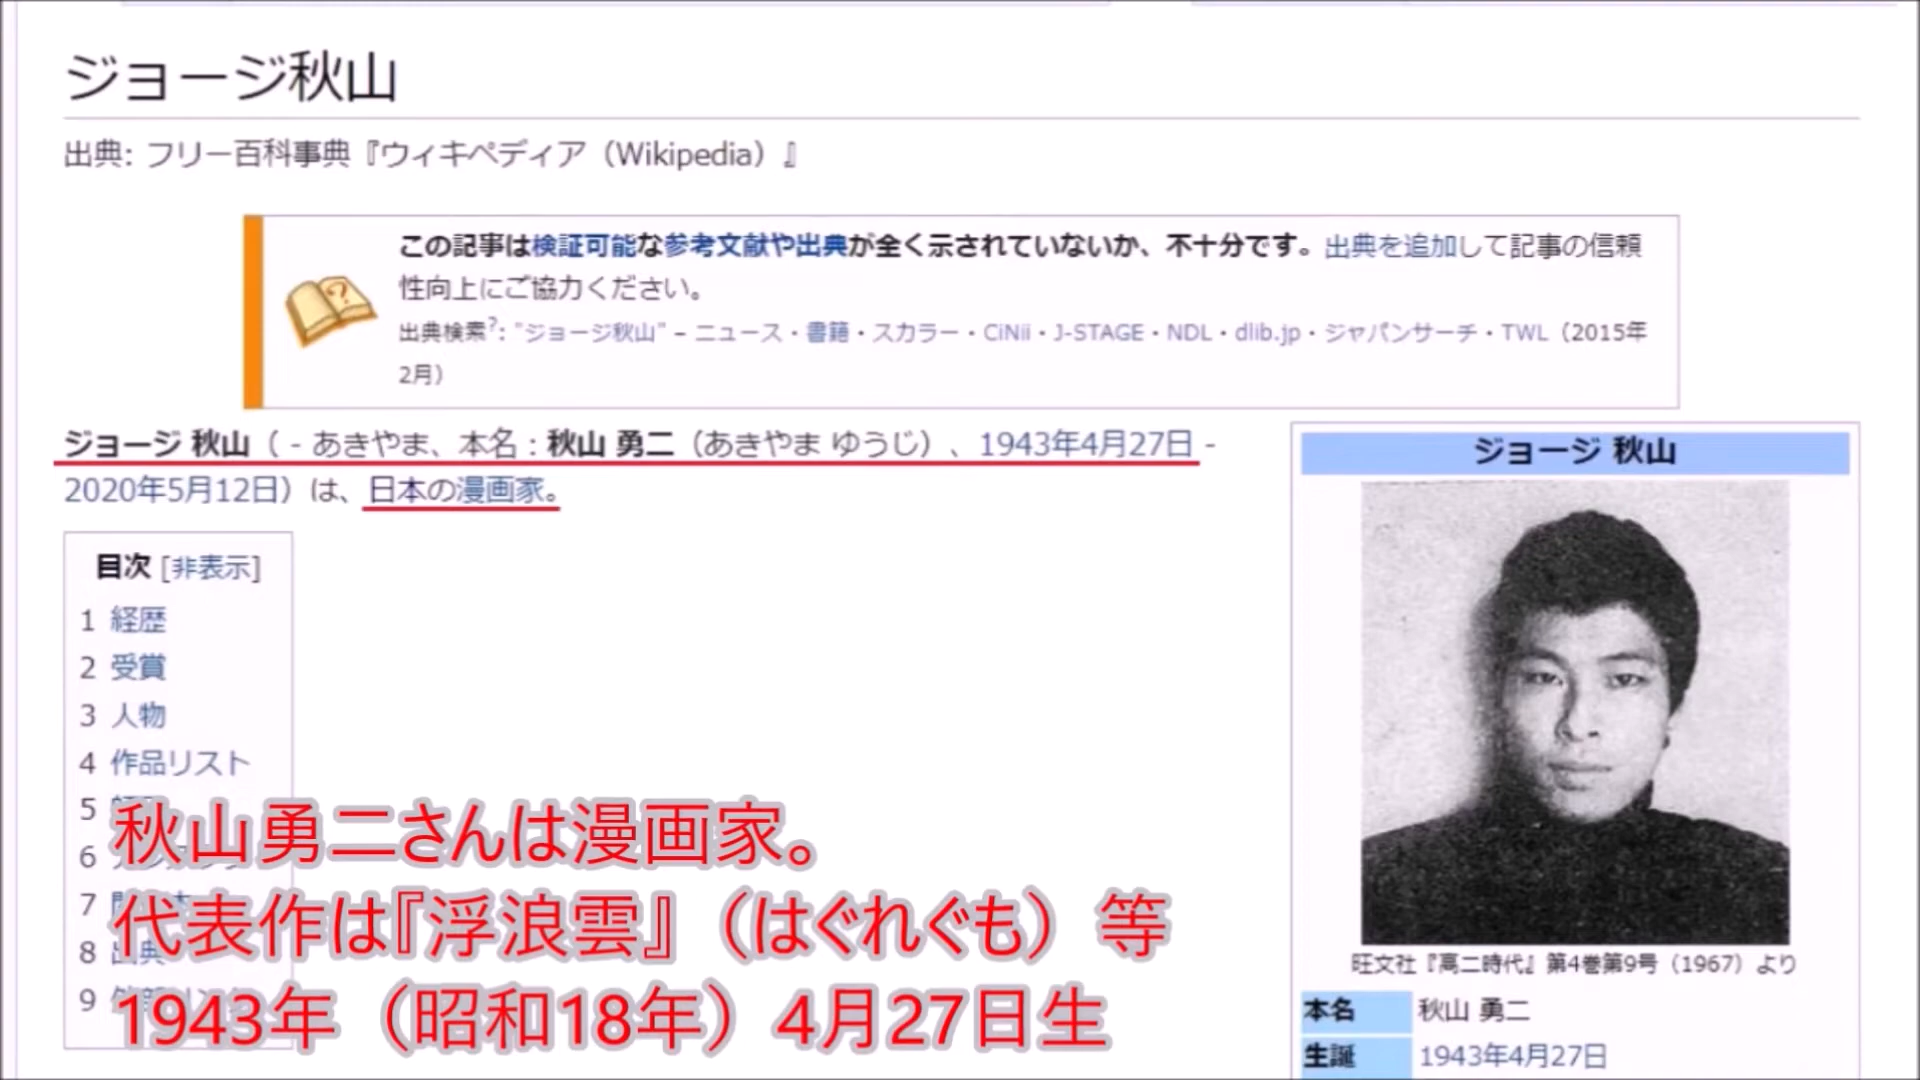 ジョージ秋山
出典: フリー百科事典『ウィキペディア（Wikipedia）』
この記事は検証可能な参考文献や出典が全く示されていないか、不十分です。出典を追加して記事の信頼
性向上にご協力ください。
出典検索?: "ジョージ秋山" – ニュース・書籍・スカラー・CiNii・J-STAGE・NDL・dlib.jp・ジャパンサーチ・TWL（2015年
2月）
ジョージ 秋山（ - あきやま、本名：秋山 勇二（あきやま ゆうじ）、1943年4月27日 -
2020年5月12日）は、日本の漫画家。
目次 [非表示]
1 経歴
2 受賞
3 人物
4 作品リスト
5
6
7
8 出典
9
秋山勇二さんは漫画家。
代表作は『浮浪雲』（はぐれぐも）等
1943年（昭和18年）4月27日生
ジョージ 秋山
旺文社『高二時代』第4巻第9号（1967）より
本名 秋山 勇二
生誕 1943年4月27日